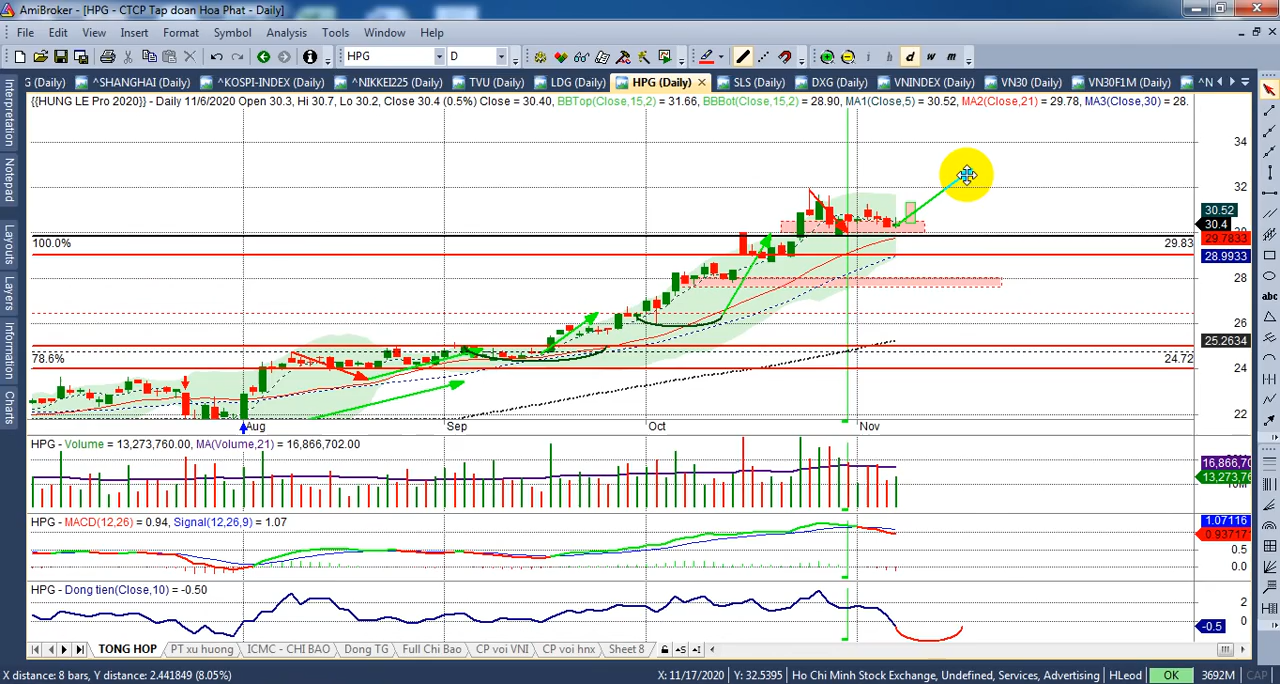 AmiBroker - [HPG - CTCP Tap doan Hoa Phat - Daily]
File Edit View Insert Format Symbol Analysis Tools Window Help
HPG D d w m
G (Daily) ^SHANGHAI (Daily) ^KOSPI-INDEX (Daily) ^NIKKEI225 (Daily) TVU (Daily) LDG (Daily) HPG (Daily) SLS (Daily) DXG (Daily) VNINDEX (Daily) VN30 (Daily) VN30F1M (Daily) ^N
{{HUNG LE Pro 2020}} - Daily 11/6/2020 Open 30.3, Hi 30.7, Lo 30.2, Close 30.4 (0.5%) Close = 30.40, BBTop(Close,15,2) = 31.66, BBBot(Close,15,2) = 28.90, MA1(Close,5) = 30.52, MA2(Close,21) = 29.78, MA3(Close,30) = 28.
Interpretation
Notepad
Layouts
Layers
Information
Charts
34
32
30.52
30.4
29.7833
28.9933
28
26
25.2634
24
22
100.0%
29.83
78.6%
24.72
Aug Sep Oct Nov
HPG - Volume = 13,273,760.00, MA(Volume,21) = 16,866,702.00
16,866,70
13,273,76
HPG - MACD(12,26) = 0.94, Signal(12,26,9) = 1.07
1.07116
0.93717
0.5
0.0
HPG - Dong tien(Close,10) = -0.50
2
0
-0.5
TONG HOP PT xu huong ICMC - CHI BAO Dong TG Full Chi Bao CP voi VNI CP voi hnx Sheet 8
X distance: 8 bars, Y distance: 2.441849 (8.05%) X: 11/17/2020 Y: 32.5395 Ho Chi Minh Stock Exchange, Undefined, Services, Advertising HLeod OK 3692M CAP
abc